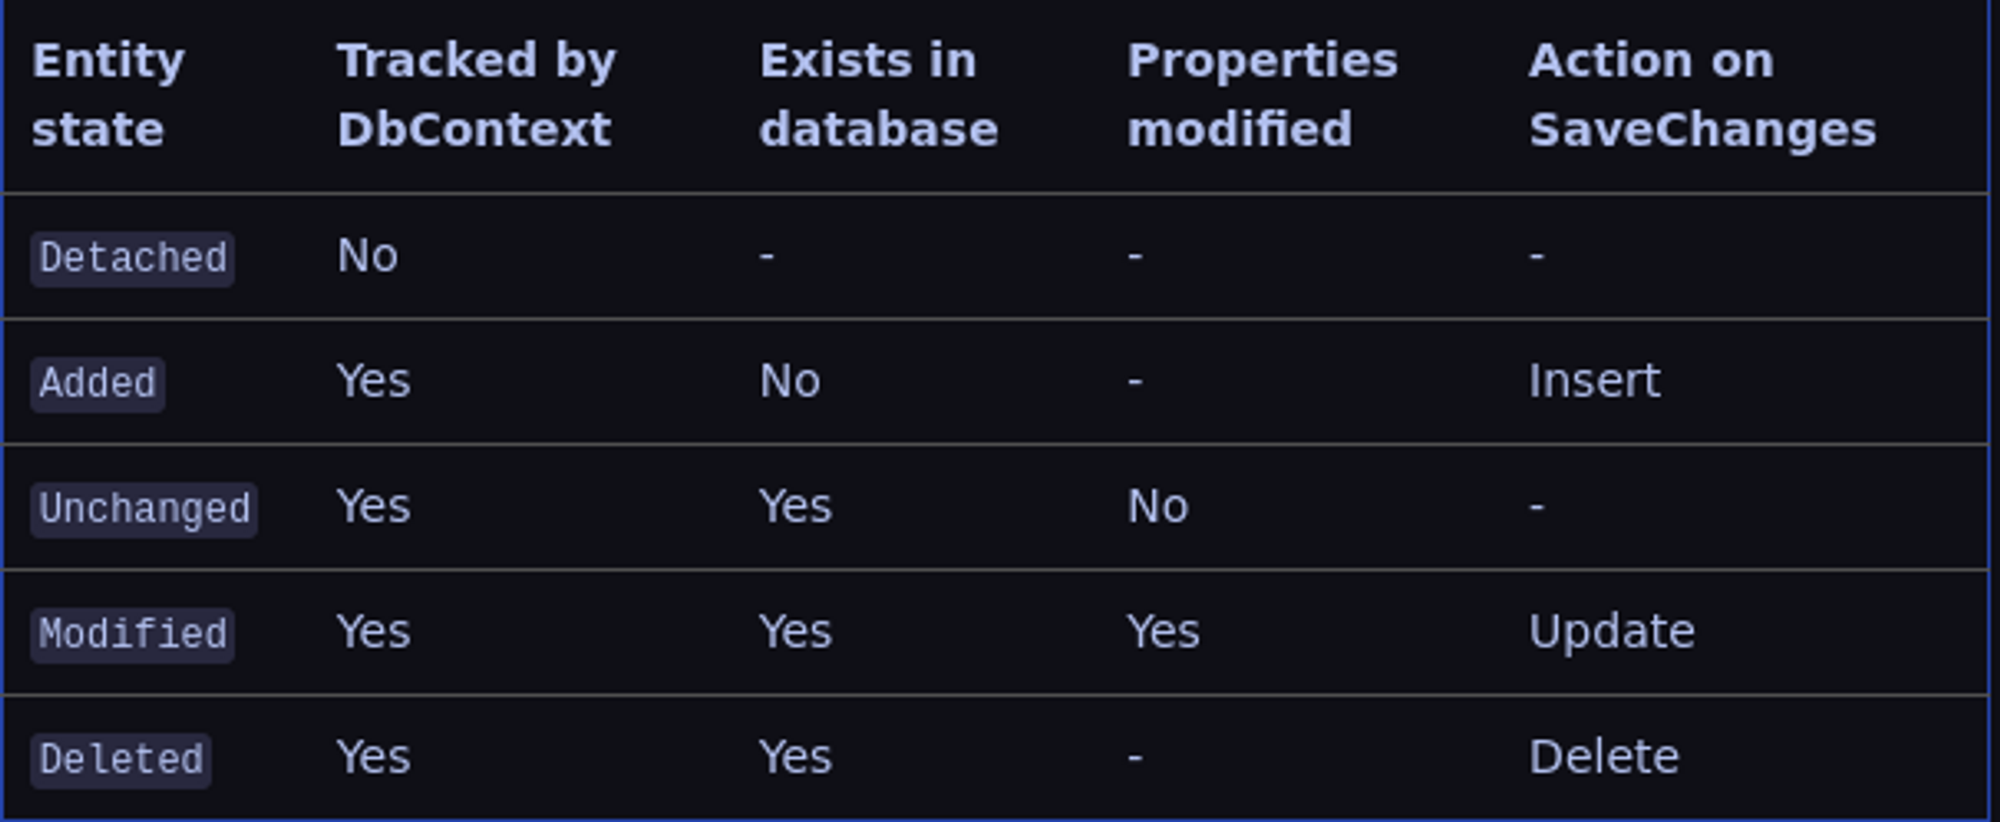 Entity state Tracked by DbContext Exists in database Properties modified Action on SaveChanges
Detached No - - -
Added Yes No - Insert
Unchanged Yes Yes No -
Modified Yes Yes Yes Update
Deleted Yes Yes - Delete